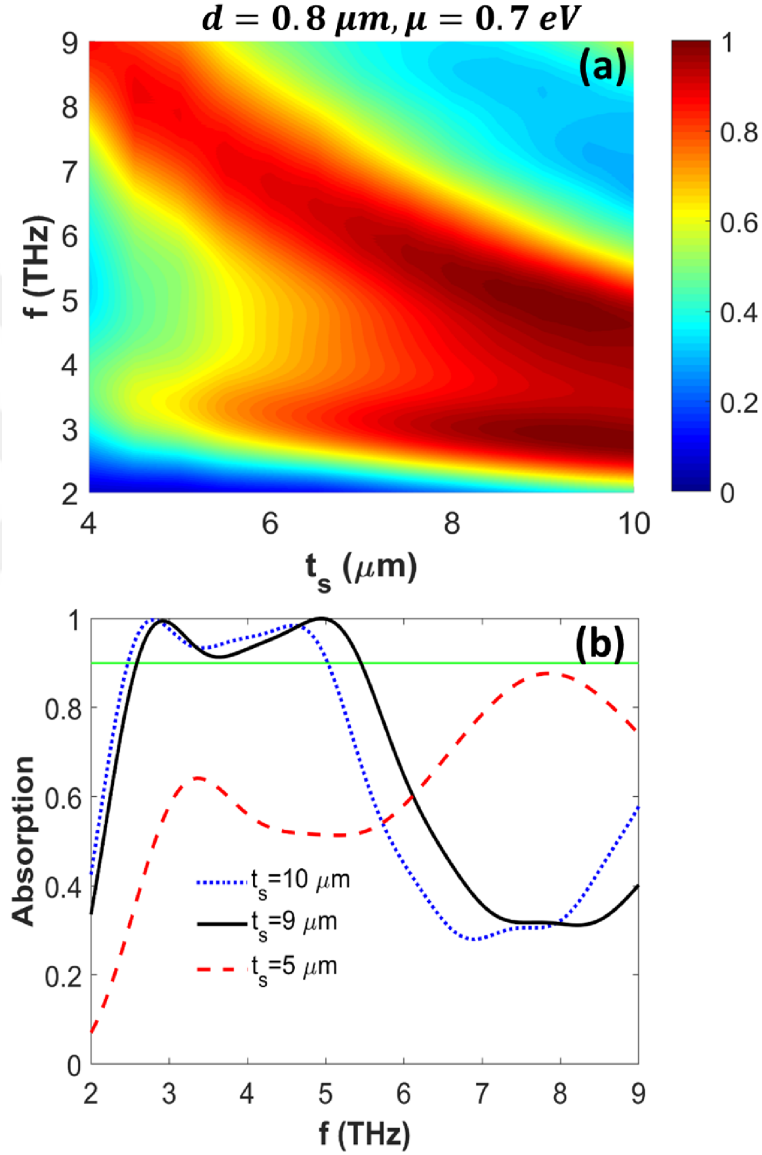 d = 0.8 μm, μ = 0.7 eV
(a)
9
8
7
6
5
4
3
2
f (THz)
4 6 8 10
t_s (μm)
1
0.8
0.6
0.4
0.2
0
(b)
1
0.8
0.6
0.4
0.2
0
Absorption
t_s=10 μm
t_s=9 μm
t_s=5 μm
2 3 4 5 6 7 8 9
f (THz)